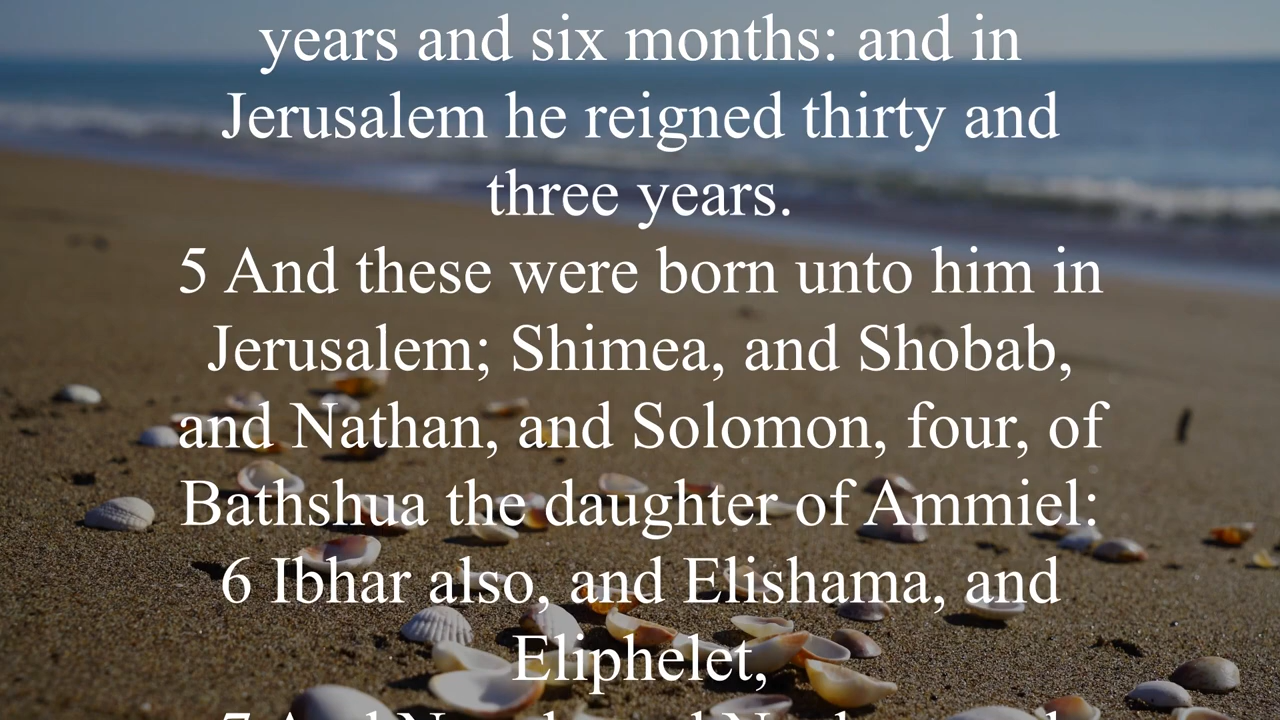 years and six months: and in
Jerusalem he reigned thirty and
three years.
5 And these were born unto him in
Jerusalem; Shimea, and Shobab,
and Nathan, and Solomon, four, of
Bathshua the daughter of Ammiel:
6 Ibhar also, and Elishama, and
Eliphelet,
7 And